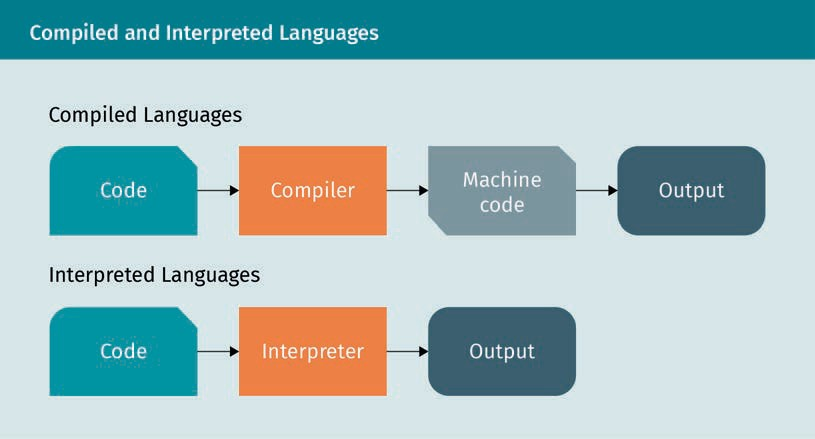 Compiled and Interpreted Languages
Compiled Languages
Code
Compiler
Machine
code
Output
Interpreted Languages
Code
Interpreter
Output